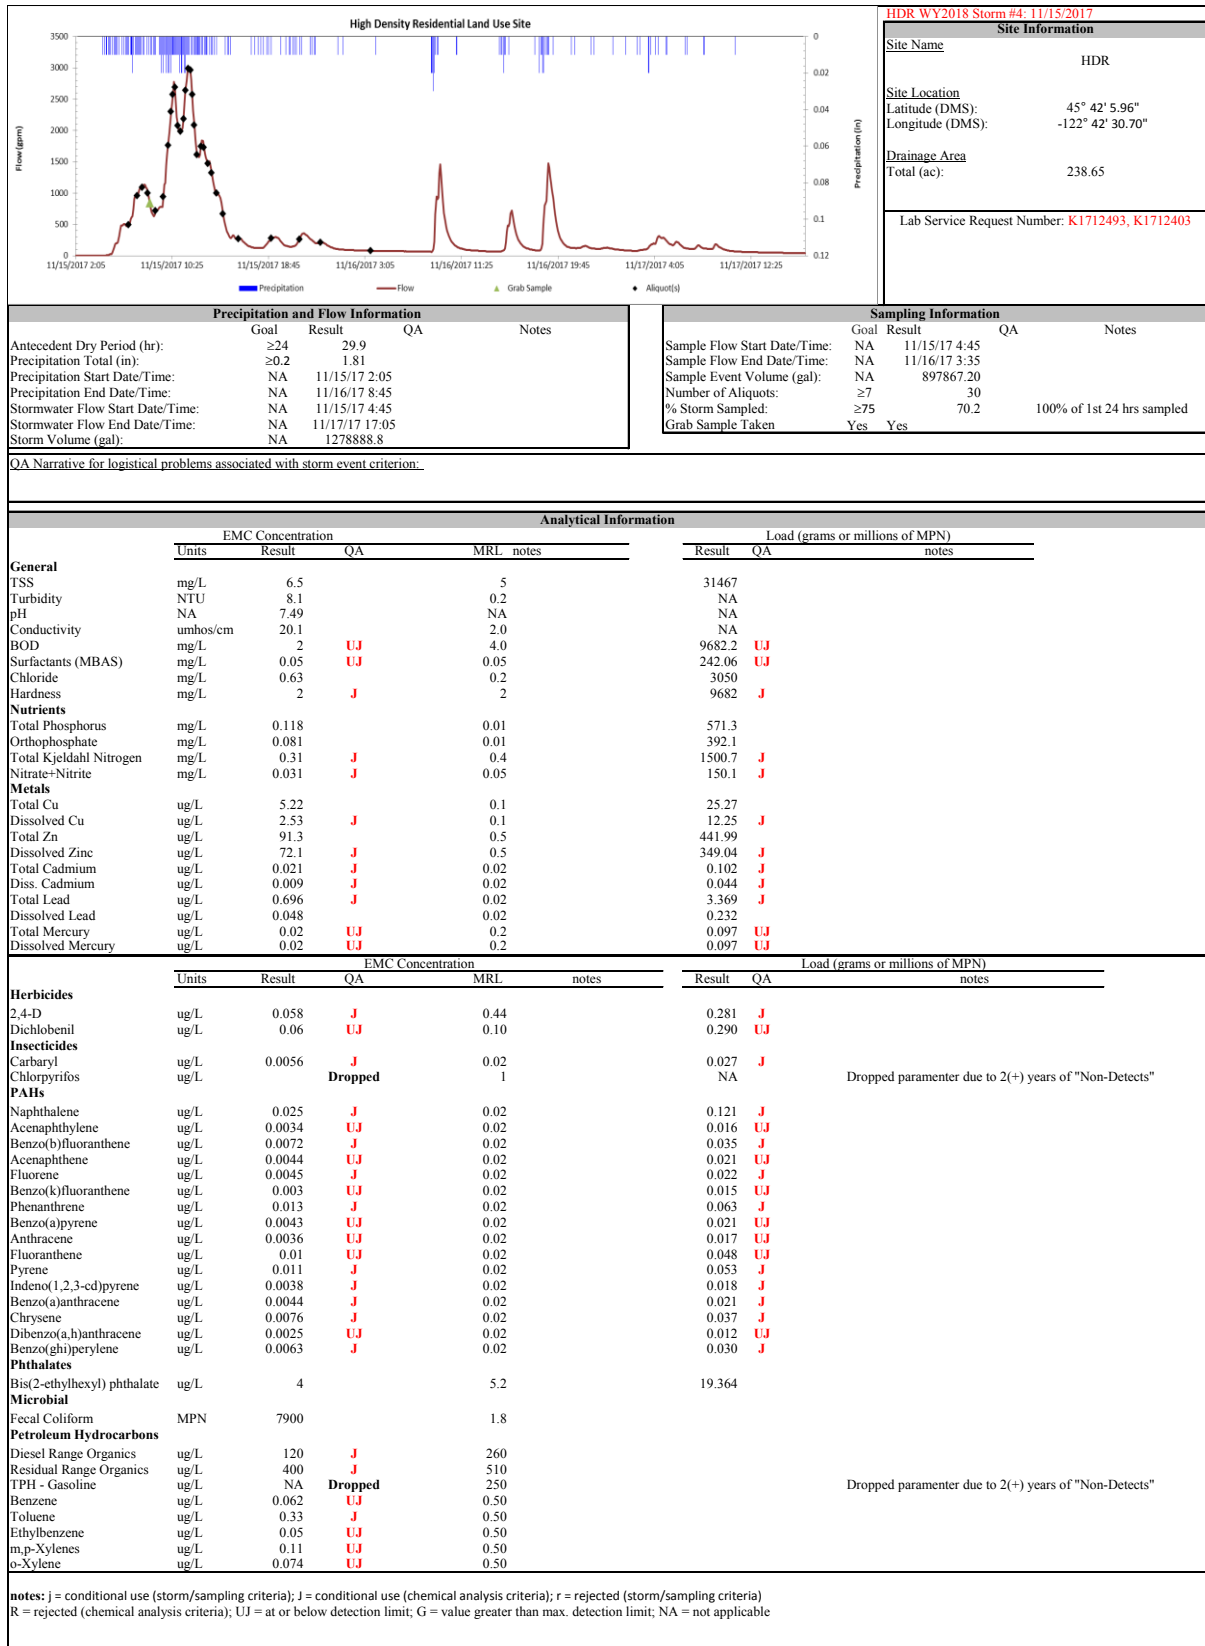 High Density Residential Land Use Site
3500
3000
2500
2000
1500
1000
500
0
Flow (gpm)
0
0.02
0.04
0.06
0.08
0.1
0.12
Precipitation (in)
11/15/2017 2:05 11/15/2017 10:25 11/15/2017 18:45 11/16/2017 3:05 11/16/2017 11:25 11/16/2017 19:45 11/17/2017 4:05 11/17/2017 12:25
Precipitation Flow Grab Sample Aliquot(s)
HDR WY2018 Storm #4: 11/15/2017
Site Information
Site Name
HDR
Site Location
Latitude (DMS): 45° 42' 5.96"
Longitude (DMS): -122° 42' 30.70"
Drainage Area
Total (ac): 238.65
Lab Service Request Number: K1712493, K1712403
Precipitation and Flow Information
Goal Result QA Notes
Antecedent Dry Period (hr): ≥24 29.9
Precipitation Total (in): ≥0.2 1.81
Precipitation Start Date/Time: NA 11/15/17 2:05
Precipitation End Date/Time: NA 11/16/17 8:45
Stormwater Flow Start Date/Time: NA 11/15/17 4:45
Stormwater Flow End Date/Time: NA 11/17/17 17:05
Storm Volume (gal): NA 1278888.8
Sampling Information
Goal Result QA Notes
Sample Flow Start Date/Time: NA 11/15/17 4:45
Sample Flow End Date/Time: NA 11/16/17 3:35
Sample Event Volume (gal): NA 897867.20
Number of Aliquots: ≥7 30
% Storm Sampled: ≥75 70.2 100% of 1st 24 hrs sampled
Grab Sample Taken Yes Yes
QA Narrative for logistical problems associated with storm event criterion:
Analytical Information
EMC Concentration Load (grams or millions of MPN)
Units Result QA MRL notes Result QA notes
General
TSS mg/L 6.5 5 31467
Turbidity NTU 8.1 0.2 NA
pH NA 7.49 NA NA
Conductivity umhos/cm 20.1 2.0 NA
BOD mg/L 2 UJ 4.0 9682.2 UJ
Surfactants (MBAS) mg/L 0.05 UJ 0.05 242.06 UJ
Chloride mg/L 0.63 0.2 3050
Hardness mg/L 2 J 2 9682 J
Nutrients
Total Phosphorus mg/L 0.118 0.01 571.3
Orthophosphate mg/L 0.081 0.01 392.1
Total Kjeldahl Nitrogen mg/L 0.31 J 0.4 1500.7 J
Nitrate+Nitrite mg/L 0.031 J 0.05 150.1 J
Metals
Total Cu ug/L 5.22 0.1 25.27
Dissolved Cu ug/L 2.53 J 0.1 12.25 J
Total Zn ug/L 91.3 0.5 441.99
Dissolved Zinc ug/L 72.1 J 0.5 349.04 J
Total Cadmium ug/L 0.021 J 0.02 0.102 J
Diss. Cadmium ug/L 0.009 J 0.02 0.044 J
Total Lead ug/L 0.696 J 0.02 3.369 J
Dissolved Lead ug/L 0.048 0.02 0.232
Total Mercury ug/L 0.02 UJ 0.2 0.097 UJ
Dissolved Mercury ug/L 0.02 UJ 0.2 0.097 UJ
EMC Concentration Load (grams or millions of MPN)
Units Result QA MRL notes Result QA notes
Herbicides
2,4-D ug/L 0.058 J 0.44 0.281 J
Dichlobenil ug/L 0.06 UJ 0.10 0.290 UJ
Insecticides
Carbaryl ug/L 0.0056 J 0.02 0.027 J
Chlorpyrifos ug/L Dropped 1 NA Dropped paramenter due to 2(+) years of "Non-Detects"
PAHs
Naphthalene ug/L 0.025 J 0.02 0.121 J
Acenaphthylene ug/L 0.0034 UJ 0.02 0.016 UJ
Benzo(b)fluoranthene ug/L 0.0072 J 0.02 0.035 J
Acenaphthene ug/L 0.0044 UJ 0.02 0.021 UJ
Fluorene ug/L 0.0045 J 0.02 0.022 J
Benzo(k)fluoranthene ug/L 0.003 UJ 0.02 0.015 UJ
Phenanthrene ug/L 0.013 J 0.02 0.063 J
Benzo(a)pyrene ug/L 0.0043 UJ 0.02 0.021 UJ
Anthracene ug/L 0.0036 UJ 0.02 0.017 UJ
Fluoranthene ug/L 0.01 UJ 0.02 0.048 UJ
Pyrene ug/L 0.011 J 0.02 0.053 J
Indeno(1,2,3-cd)pyrene ug/L 0.0038 J 0.02 0.018 J
Benzo(a)anthracene ug/L 0.0044 J 0.02 0.021 J
Chrysene ug/L 0.0076 J 0.02 0.037 J
Dibenzo(a,h)anthracene ug/L 0.0025 UJ 0.02 0.012 UJ
Benzo(ghi)perylene ug/L 0.0063 J 0.02 0.030 J
Phthalates
Bis(2-ethylhexyl) phthalate ug/L 4 5.2 19.364
Microbial
Fecal Coliform MPN 7900 1.8
Petroleum Hydrocarbons
Diesel Range Organics ug/L 120 J 260
Residual Range Organics ug/L 400 J 510
TPH - Gasoline ug/L NA Dropped 250 Dropped paramenter due to 2(+) years of "Non-Detects"
Benzene ug/L 0.062 UJ 0.50
Toluene ug/L 0.33 J 0.50
Ethylbenzene ug/L 0.05 UJ 0.50
m,p-Xylenes ug/L 0.11 UJ 0.50
o-Xylene ug/L 0.074 UJ 0.50
notes: j = conditional use (storm/sampling criteria); J = conditional use (chemical analysis criteria); r = rejected (storm/sampling criteria)
R = rejected (chemical analysis criteria); UJ = at or below detection limit; G = value greater than max. detection limit; NA = not applicable